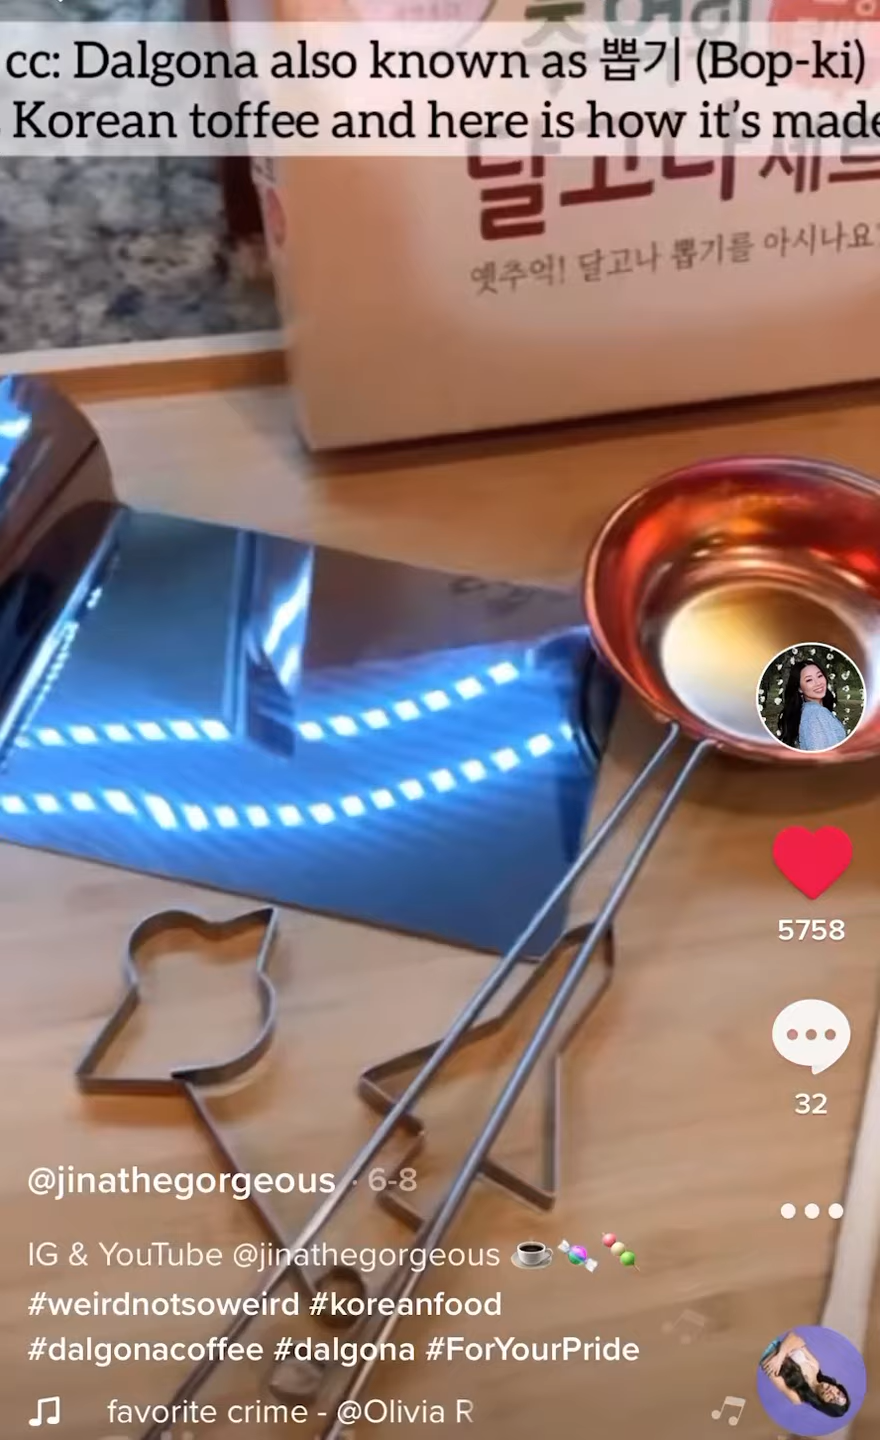 cc: Dalgona also known as 뽑기 (Bop-ki)
Korean toffee and here is how it's made
달고나 세트
옛추억! 달고나 뽑기를 아시나요
5758
32
@jinathegorgeous · 6-8
IG & YouTube @jinathegorgeous ☕🍬🍡
#weirdnotsoweird #koreanfood
#dalgonacoffee #dalgona #ForYourPride
favorite crime - @Olivia R